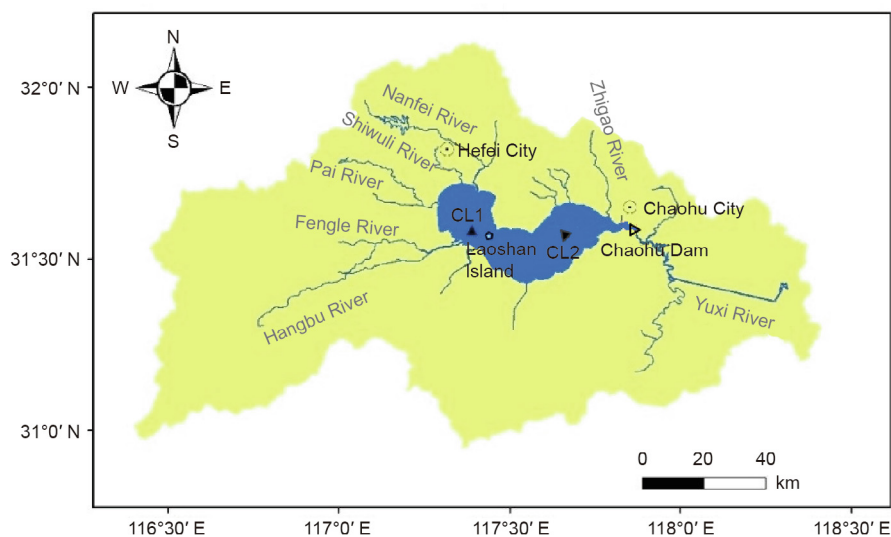 N
W
E
S
32°0′ N
31°30′ N
31°0′ N
Nanfei River
Shiwuli River
Hefei City
Pai River
Fengle River
Hangbu River
Zhigao River
Chaohu City
CL1
Laoshan
Island
CL2
Chaohu Dam
Yuxi River
0
20
40
km
116°30′ E
117°0′ E
117°30′ E
118°0′ E
118°30′ E